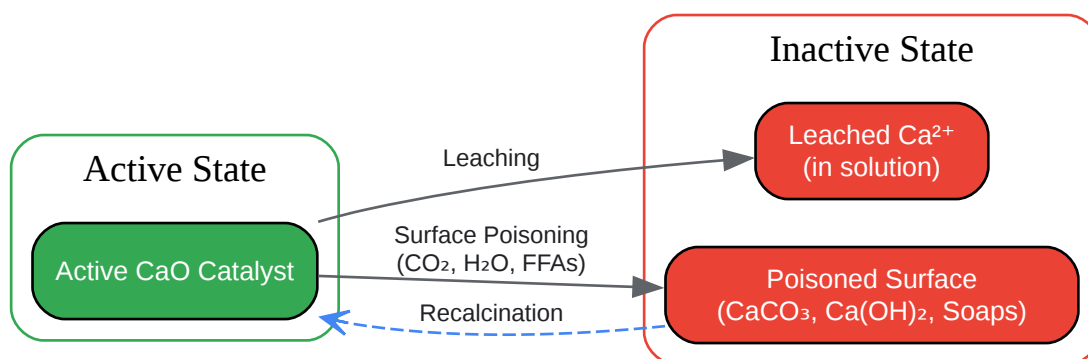 Active State
Active CaO Catalyst
Leaching
Surface Poisoning
(CO₂, H₂O, FFAs)
Recalcination
Inactive State
Leached Ca²⁺
(in solution)
Poisoned Surface
(CaCO₃, Ca(OH)₂, Soaps)